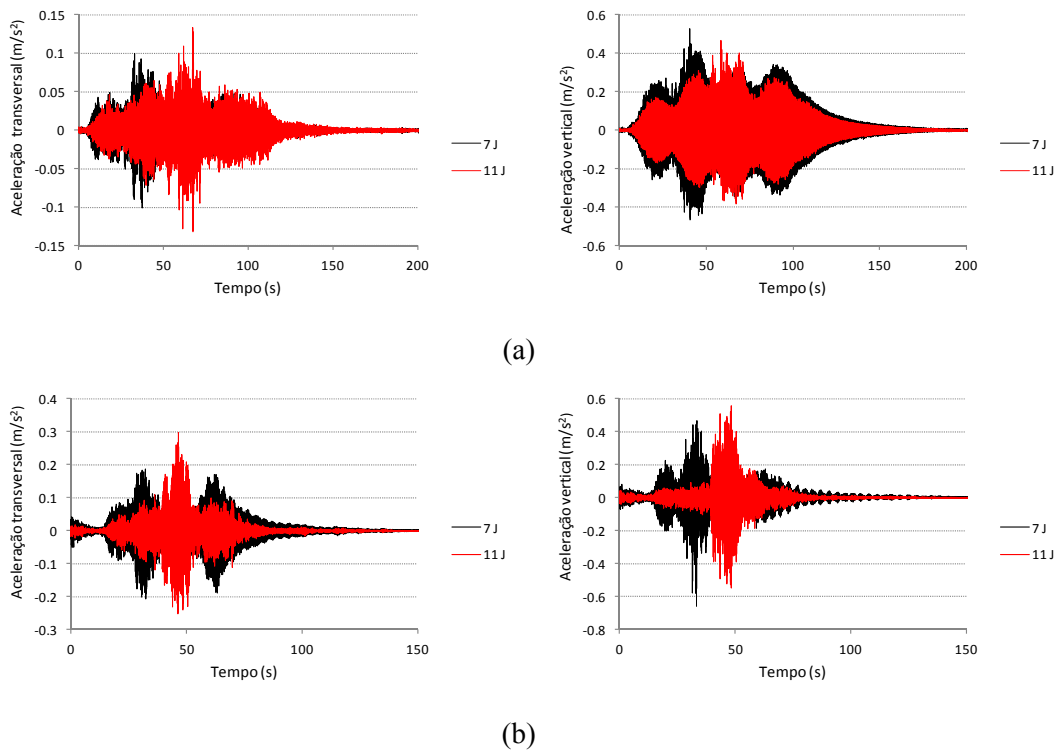 Aceleração transversal (m/s²)
0.15
0.1
0.05
0
-0.05
-0.1
-0.15
0
50
100
150
200
Tempo (s)
7 J
11 J
Aceleração vertical (m/s²)
0.6
0.4
0.2
0
-0.2
-0.4
-0.6
0
50
100
150
200
Tempo (s)
7 J
11 J
(a)
Aceleração transversal (m/s²)
0.4
0.3
0.2
0.1
0
-0.1
-0.2
-0.3
0
50
100
150
Tempo (s)
7 J
11 J
Aceleração vertical (m/s²)
0.6
0.4
0.2
0
-0.2
-0.4
-0.6
-0.8
0
50
100
150
Tempo (s)
7 J
11 J
(b)